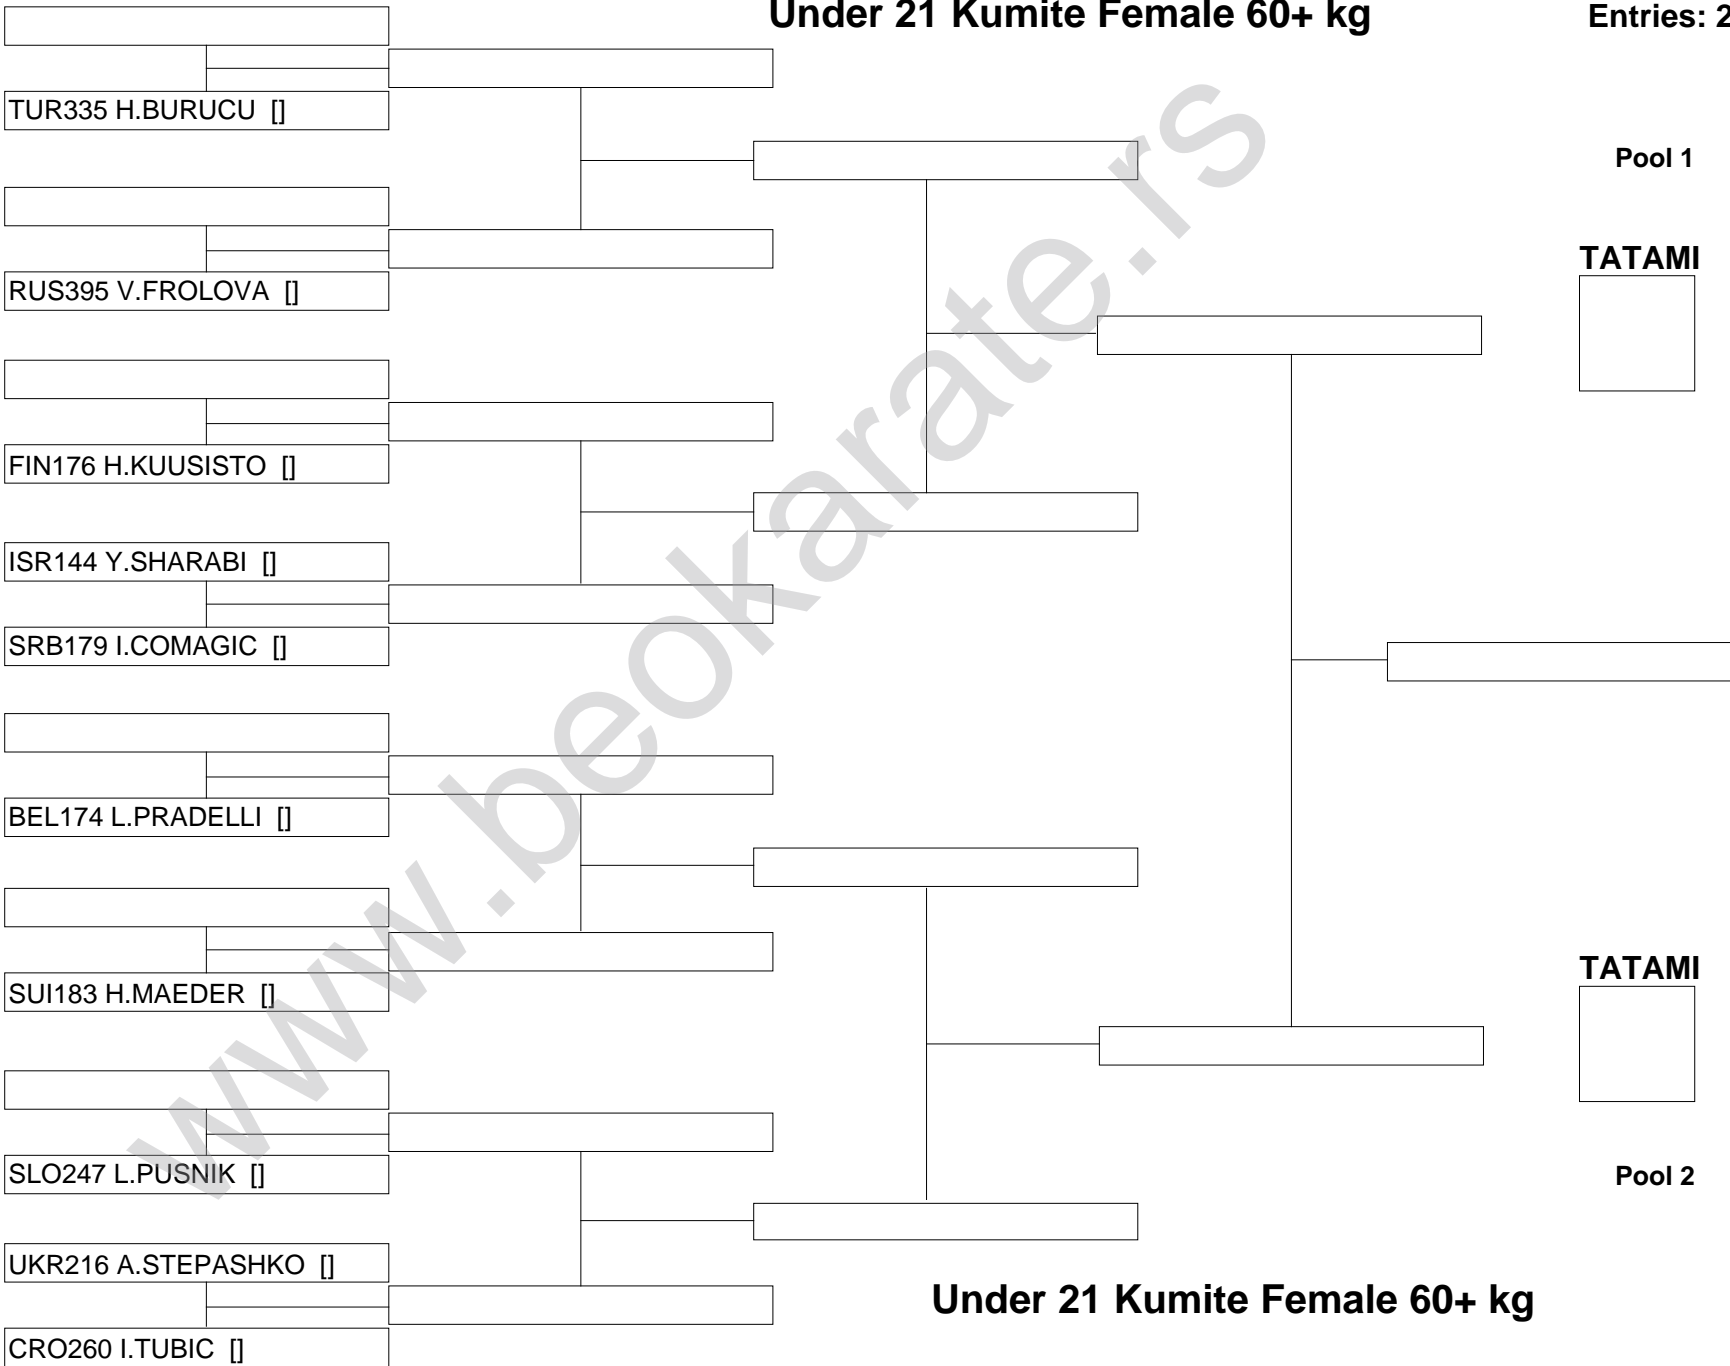 Under 21 Kumite Female 60+ kg
Entries: 2
TUR335 H.BURUCU []
Pool 1
RUS395 V.FROLOVA []
TATAMI
FIN176 H.KUUSISTO []
ISR144 Y.SHARABI []
SRB179 I.COMAGIC []
BEL174 L.PRADELLI []
SUI183 H.MAEDER []
TATAMI
SLO247 L.PUSNIK []
Pool 2
UKR216 A.STEPASHKO []
Under 21 Kumite Female 60+ kg
CRO260 I.TUBIC []
www.beokarate.rs